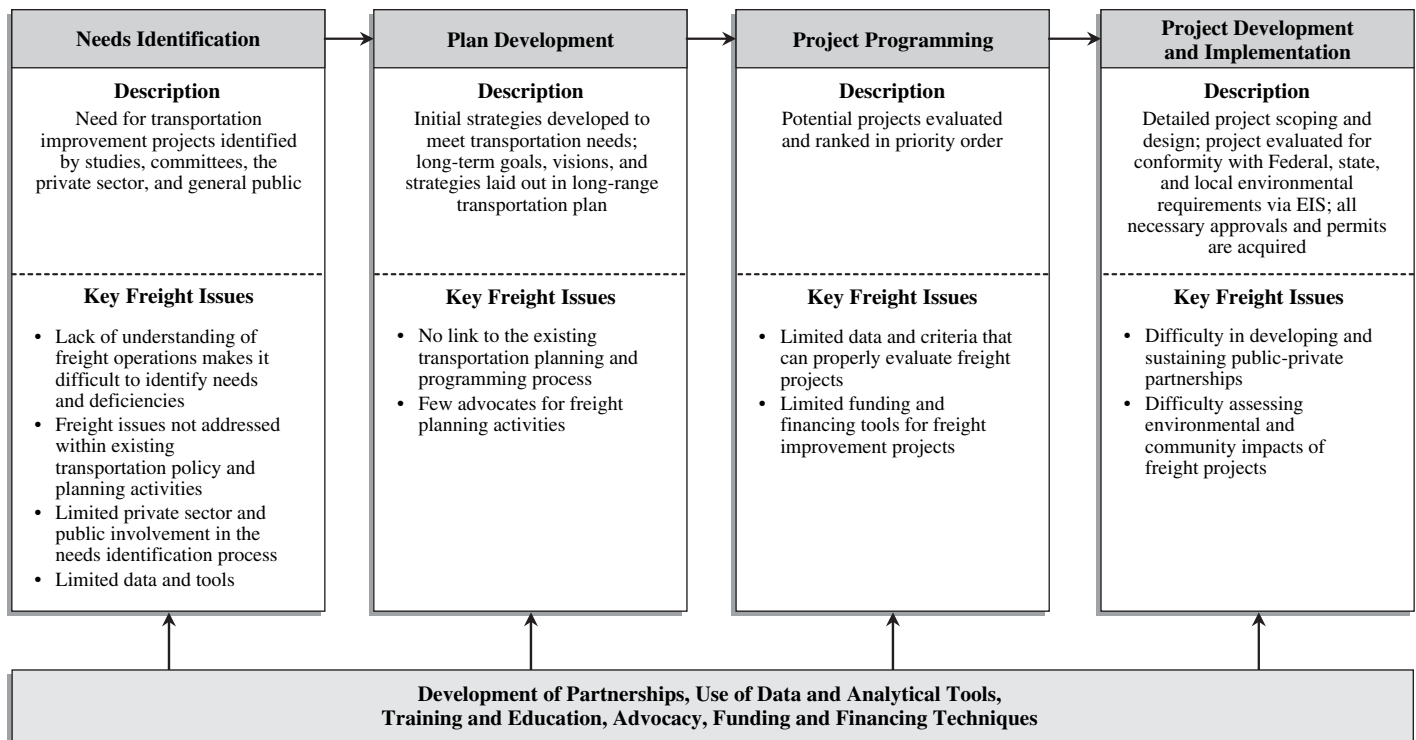 Needs Identification
Description
Need for transportation
improvement projects identified
by studies, committees, the
private sector, and general public
Key Freight Issues
• Lack of understanding of
freight operations makes it
difficult to identify needs
and deficiencies
• Freight issues not addressed
within existing
transportation policy and
planning activities
• Limited private sector and
public involvement in the
needs identification process
• Limited data and tools
Plan Development
Description
Initial strategies developed to
meet transportation needs;
long-term goals, visions, and
strategies laid out in long-range
transportation plan
Key Freight Issues
• No link to the existing
transportation planning and
programming process
• Few advocates for freight
planning activities
Project Programming
Description
Potential projects evaluated
and ranked in priority order
Key Freight Issues
• Limited data and criteria that
can properly evaluate freight
projects
• Limited funding and
financing tools for freight
improvement projects
Project Development
and Implementation
Description
Detailed project scoping and
design; project evaluated for
conformity with Federal, state,
and local environmental
requirements via EIS; all
necessary approvals and permits
are acquired
Key Freight Issues
• Difficulty in developing and
sustaining public-private
partnerships
• Difficulty assessing
environmental and
community impacts of
freight projects
Development of Partnerships, Use of Data and Analytical Tools,
Training and Education, Advocacy, Funding and Financing Techniques